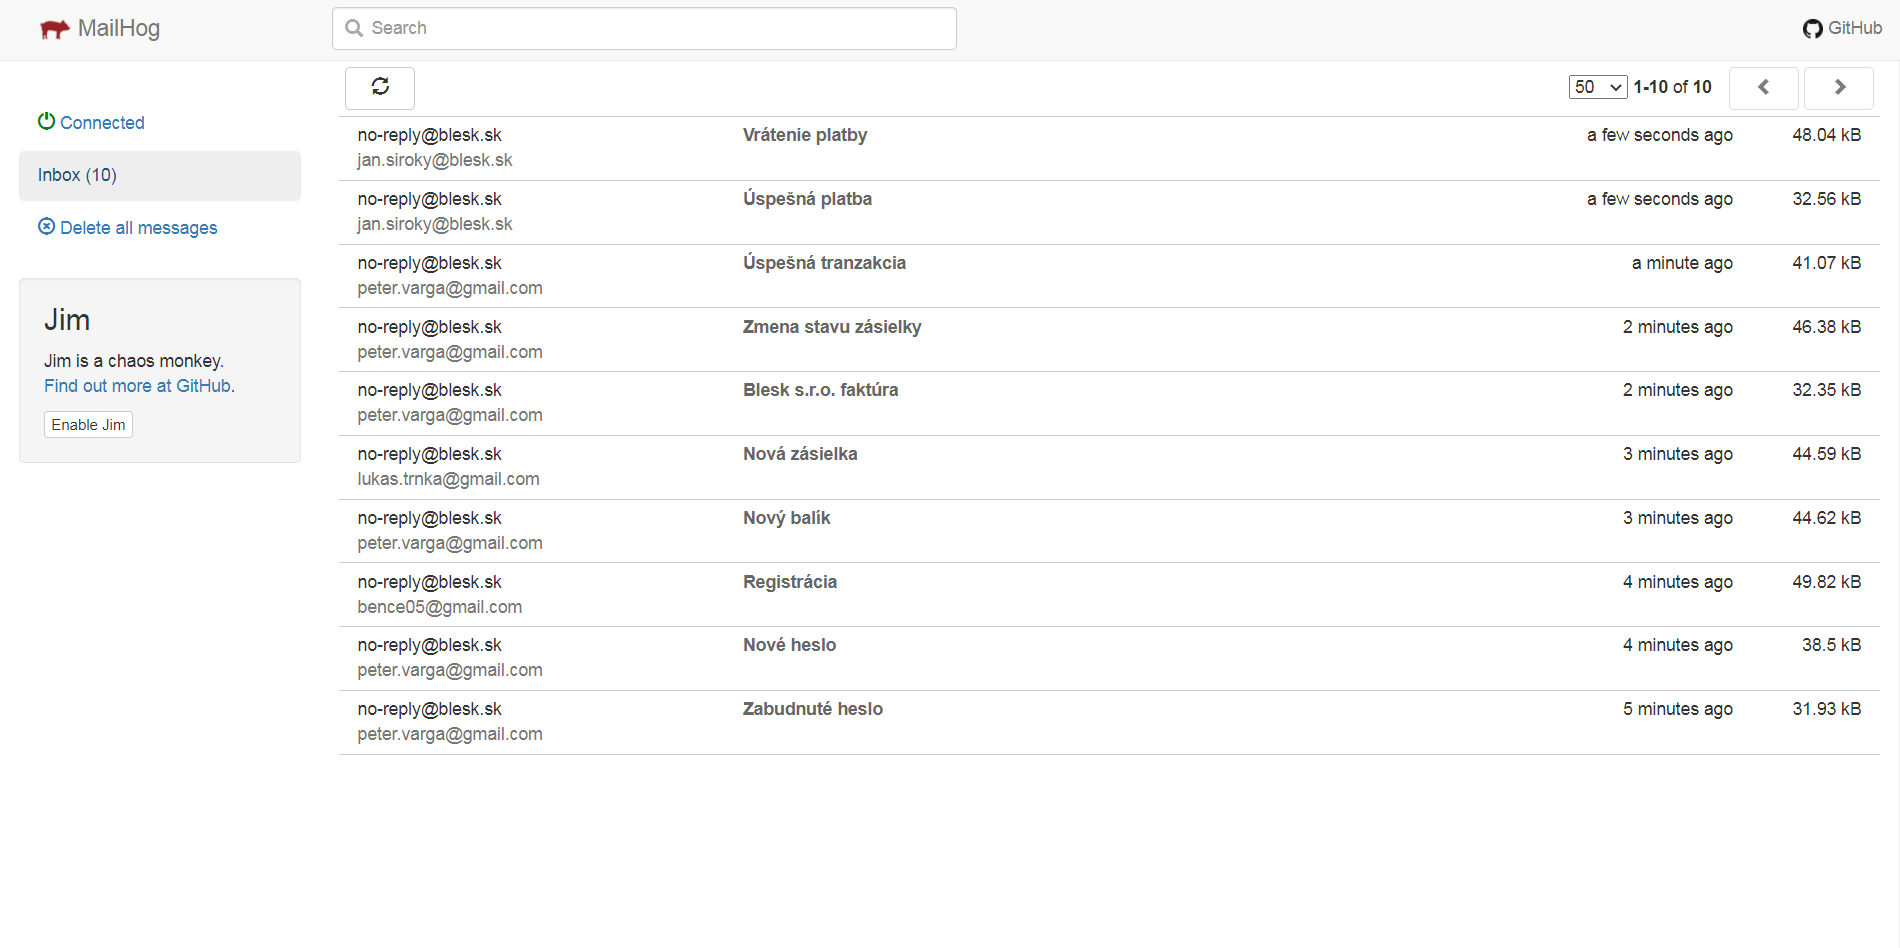 MailHog
Search
GitHub
50 1-10 of 10
Connected
Inbox (10)
Delete all messages
Jim
Jim is a chaos monkey.
Find out more at GitHub.
Enable Jim
no-reply@blesk.sk Vrátenie platby a few seconds ago 48.04 kB
jan.siroky@blesk.sk
no-reply@blesk.sk Úspešná platba a few seconds ago 32.56 kB
jan.siroky@blesk.sk
no-reply@blesk.sk Úspešná tranzakcia a minute ago 41.07 kB
peter.varga@gmail.com
no-reply@blesk.sk Zmena stavu zásielky 2 minutes ago 46.38 kB
peter.varga@gmail.com
no-reply@blesk.sk Blesk s.r.o. faktúra 2 minutes ago 32.35 kB
peter.varga@gmail.com
no-reply@blesk.sk Nová zásielka 3 minutes ago 44.59 kB
lukas.trnka@gmail.com
no-reply@blesk.sk Nový balík 3 minutes ago 44.62 kB
peter.varga@gmail.com
no-reply@blesk.sk Registrácia 4 minutes ago 49.82 kB
bence05@gmail.com
no-reply@blesk.sk Nové heslo 4 minutes ago 38.5 kB
peter.varga@gmail.com
no-reply@blesk.sk Zabudnuté heslo 5 minutes ago 31.93 kB
peter.varga@gmail.com